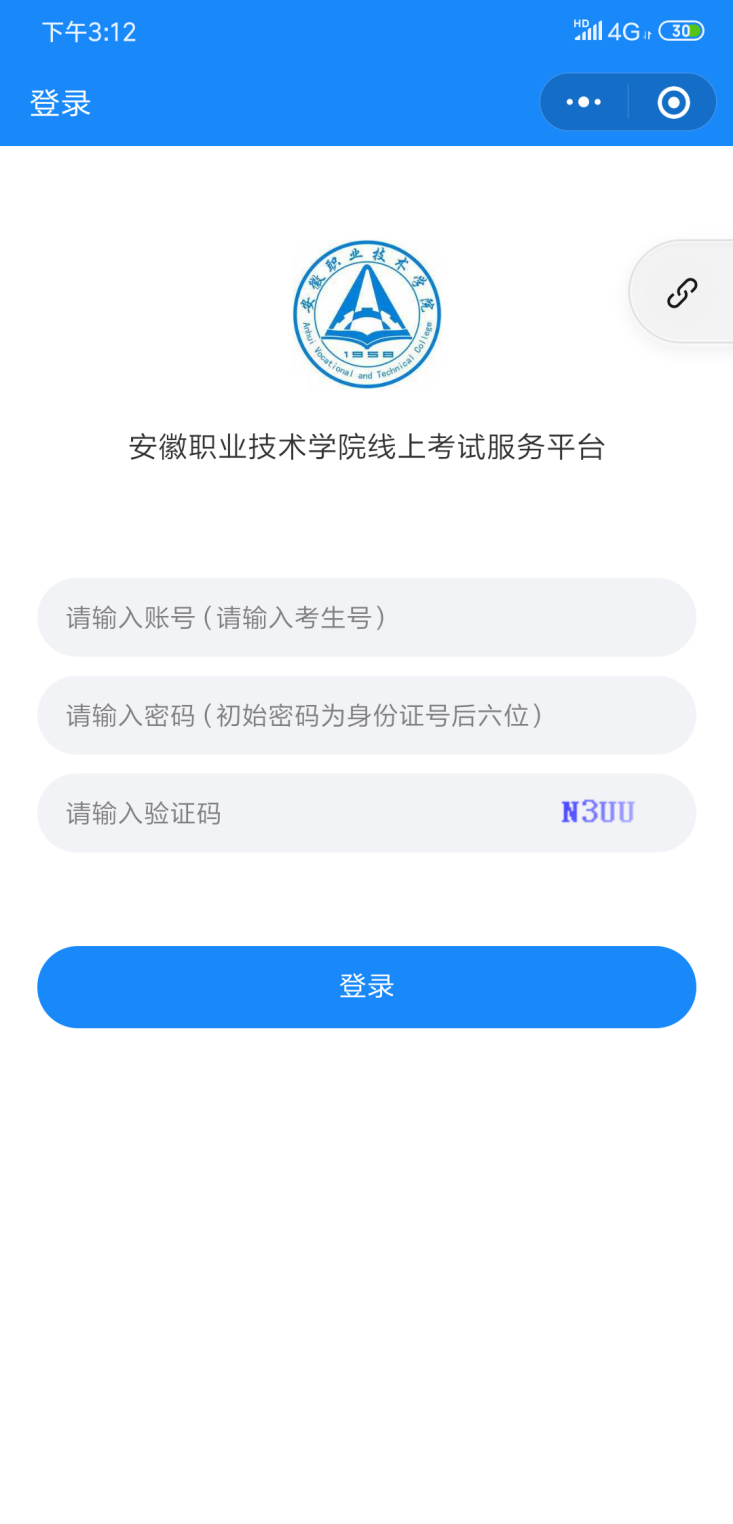 下午3:12
HD 4G 30
登录
安徽职业技术学院
Anhui Vocational and Technical College
1958
安徽职业技术学院线上考试服务平台
请输入账号(请输入考生号)
请输入密码(初始密码为身份证号后六位)
请输入验证码 N3UU
登录